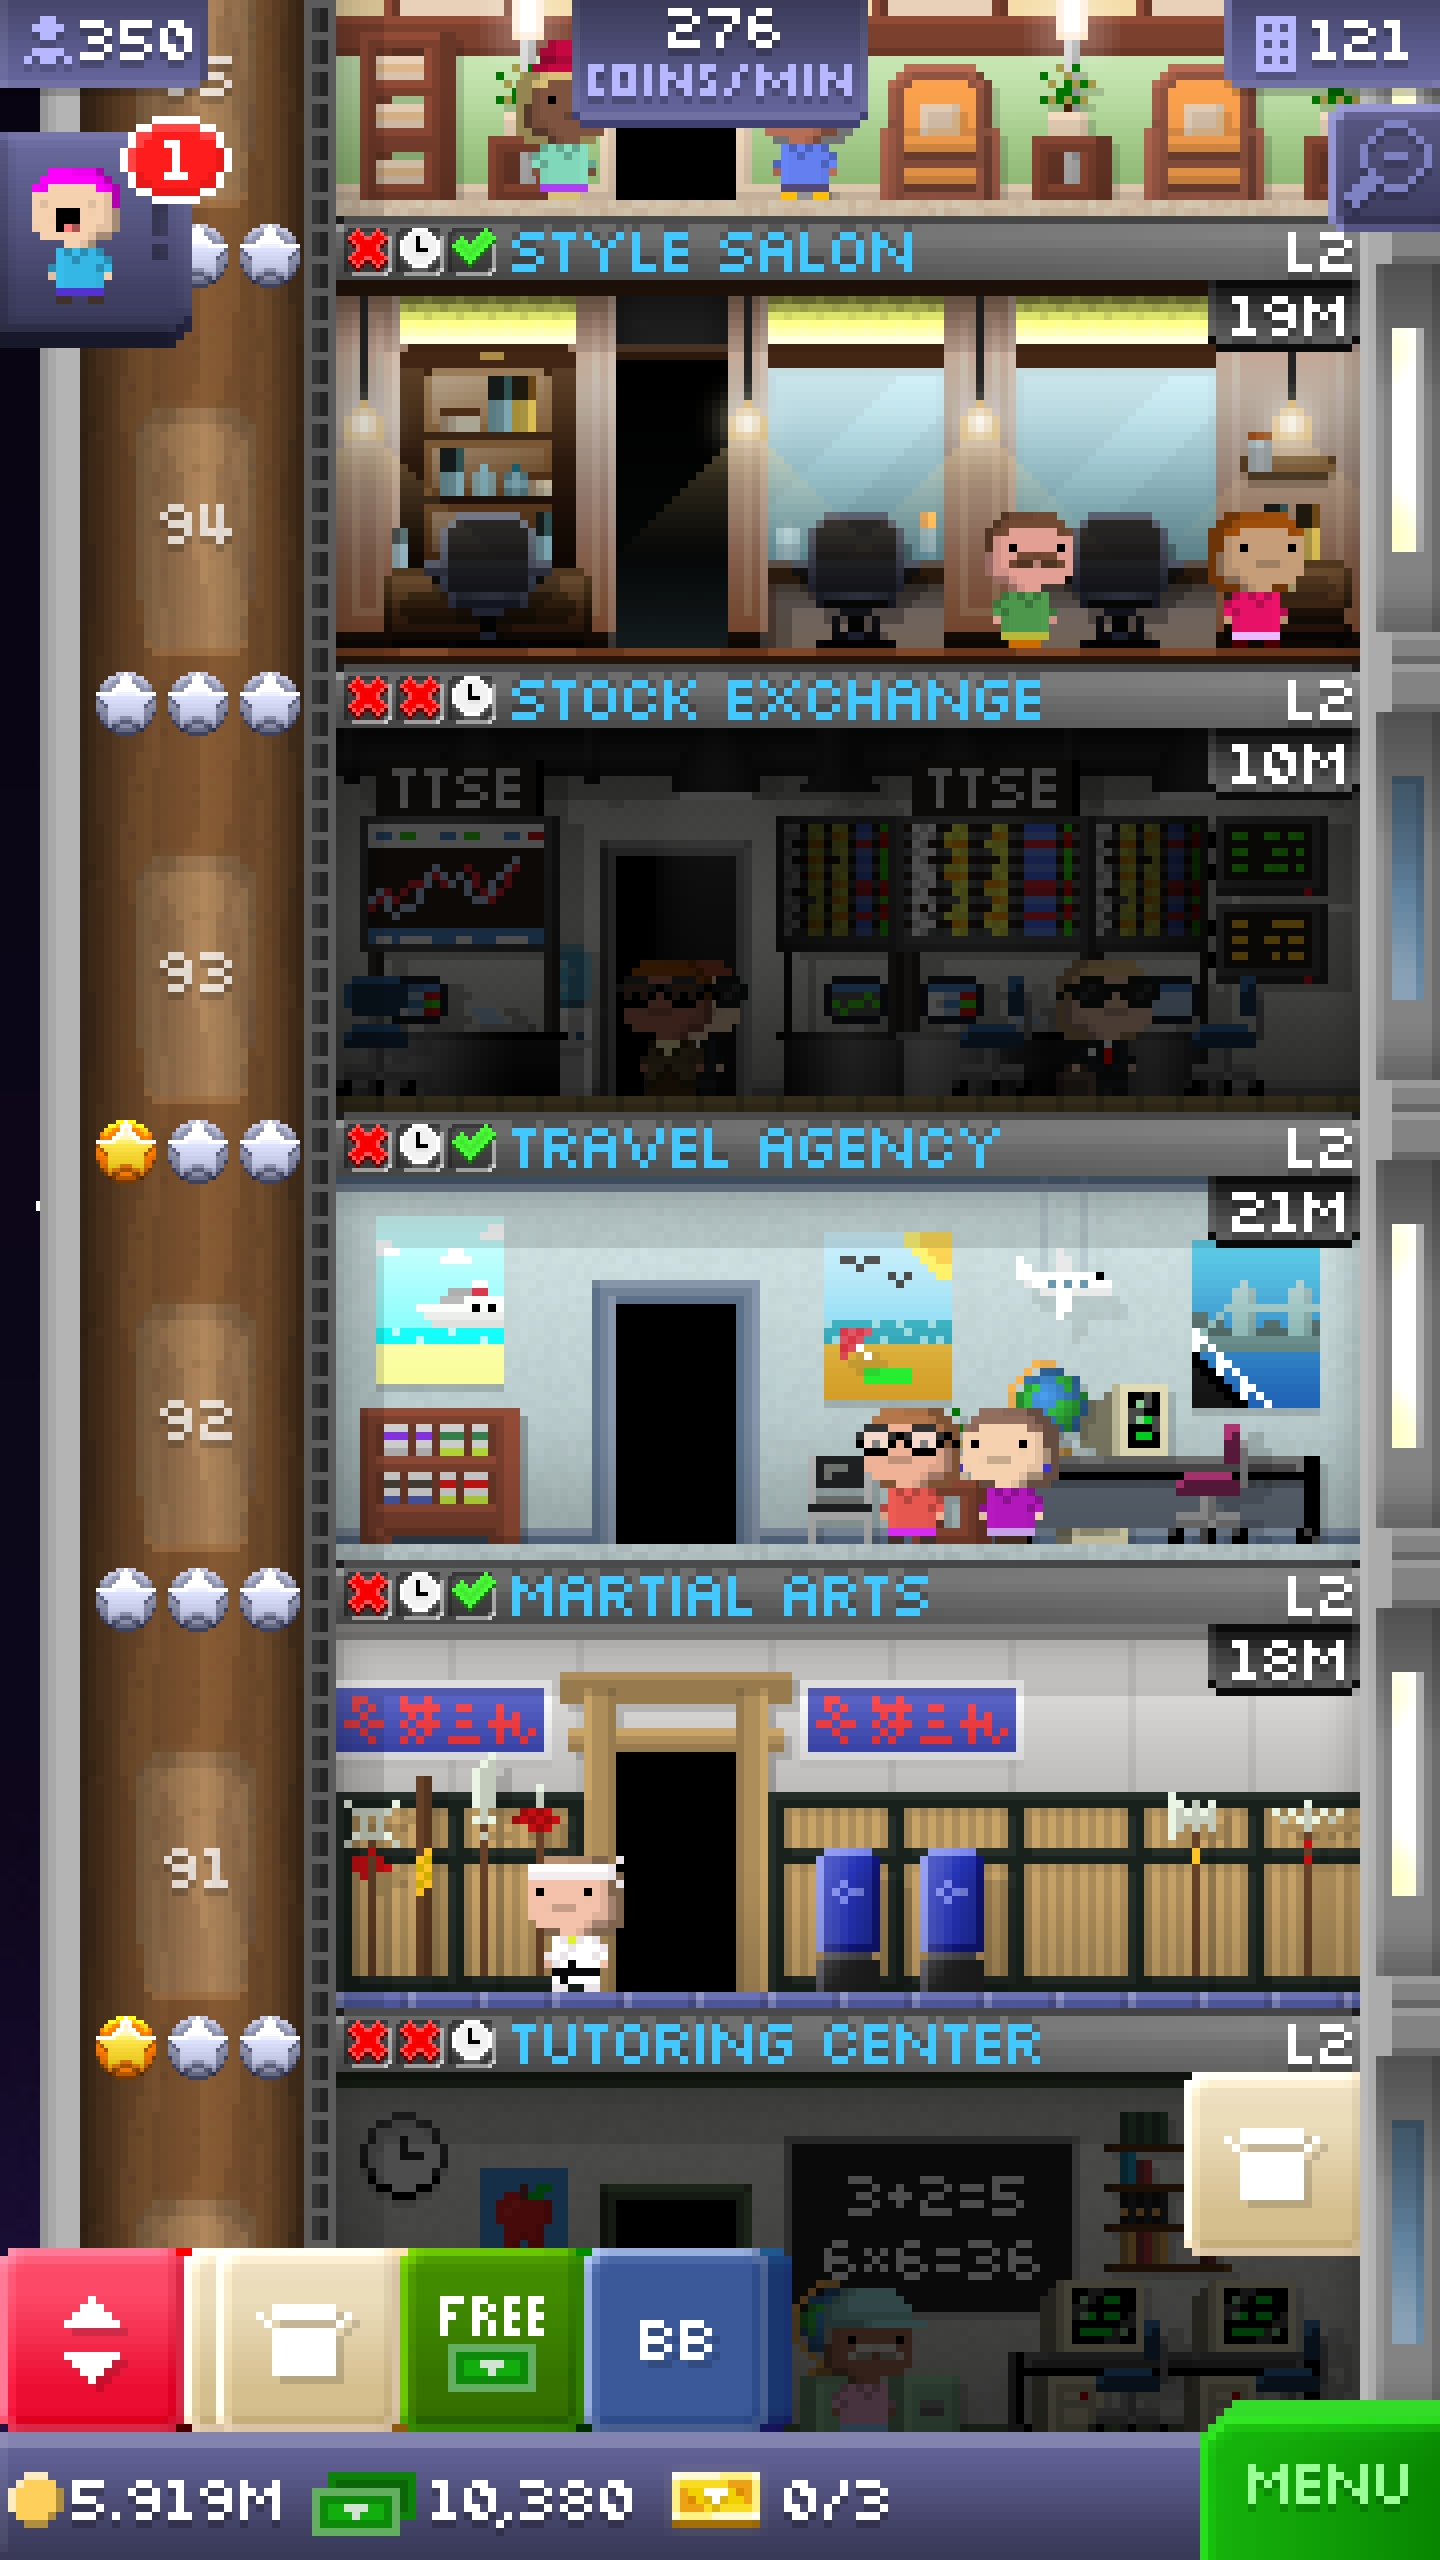 350
276
COINS/MIN
121
1
STYLE SALON L2
19M
94
STOCK EXCHANGE L2
10M
TTSE TTSE
93
TRAVEL AGENCY L2
21M
92
MARTIAL ARTS L2
18M
91
TUTORING CENTER L2
3+2=5
6×6=36
FREE
BB
MENU
5.919M 10,380 0/3